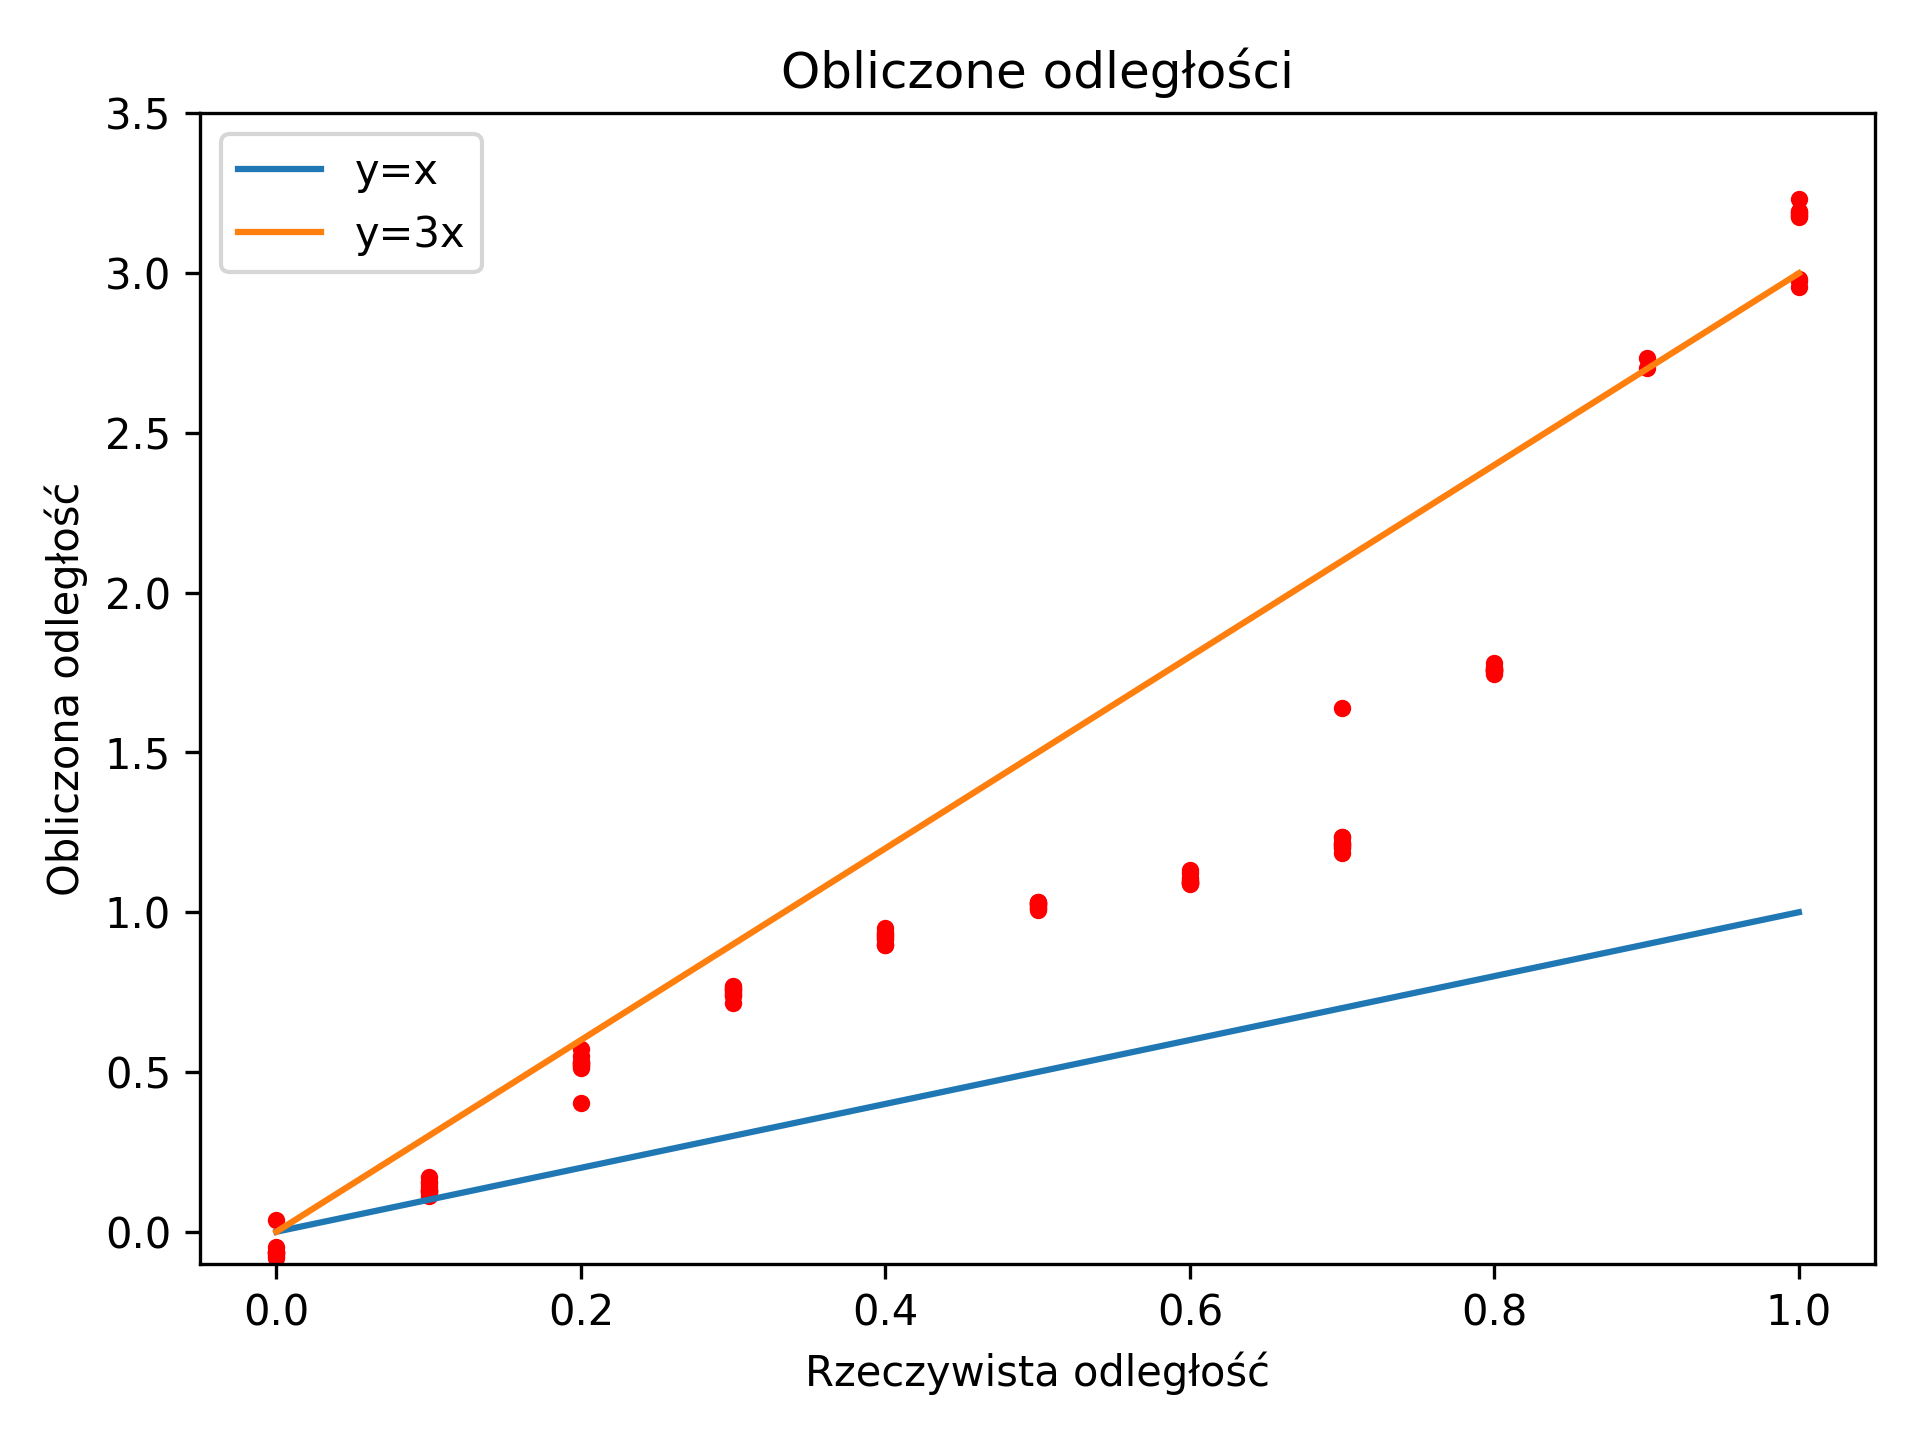 Obliczone odległości
y=x
y=3x
3.5
3.0
2.5
2.0
1.5
1.0
0.5
0.0
Obliczona odległość
0.0 0.2 0.4 0.6 0.8 1.0
Rzeczywista odległość